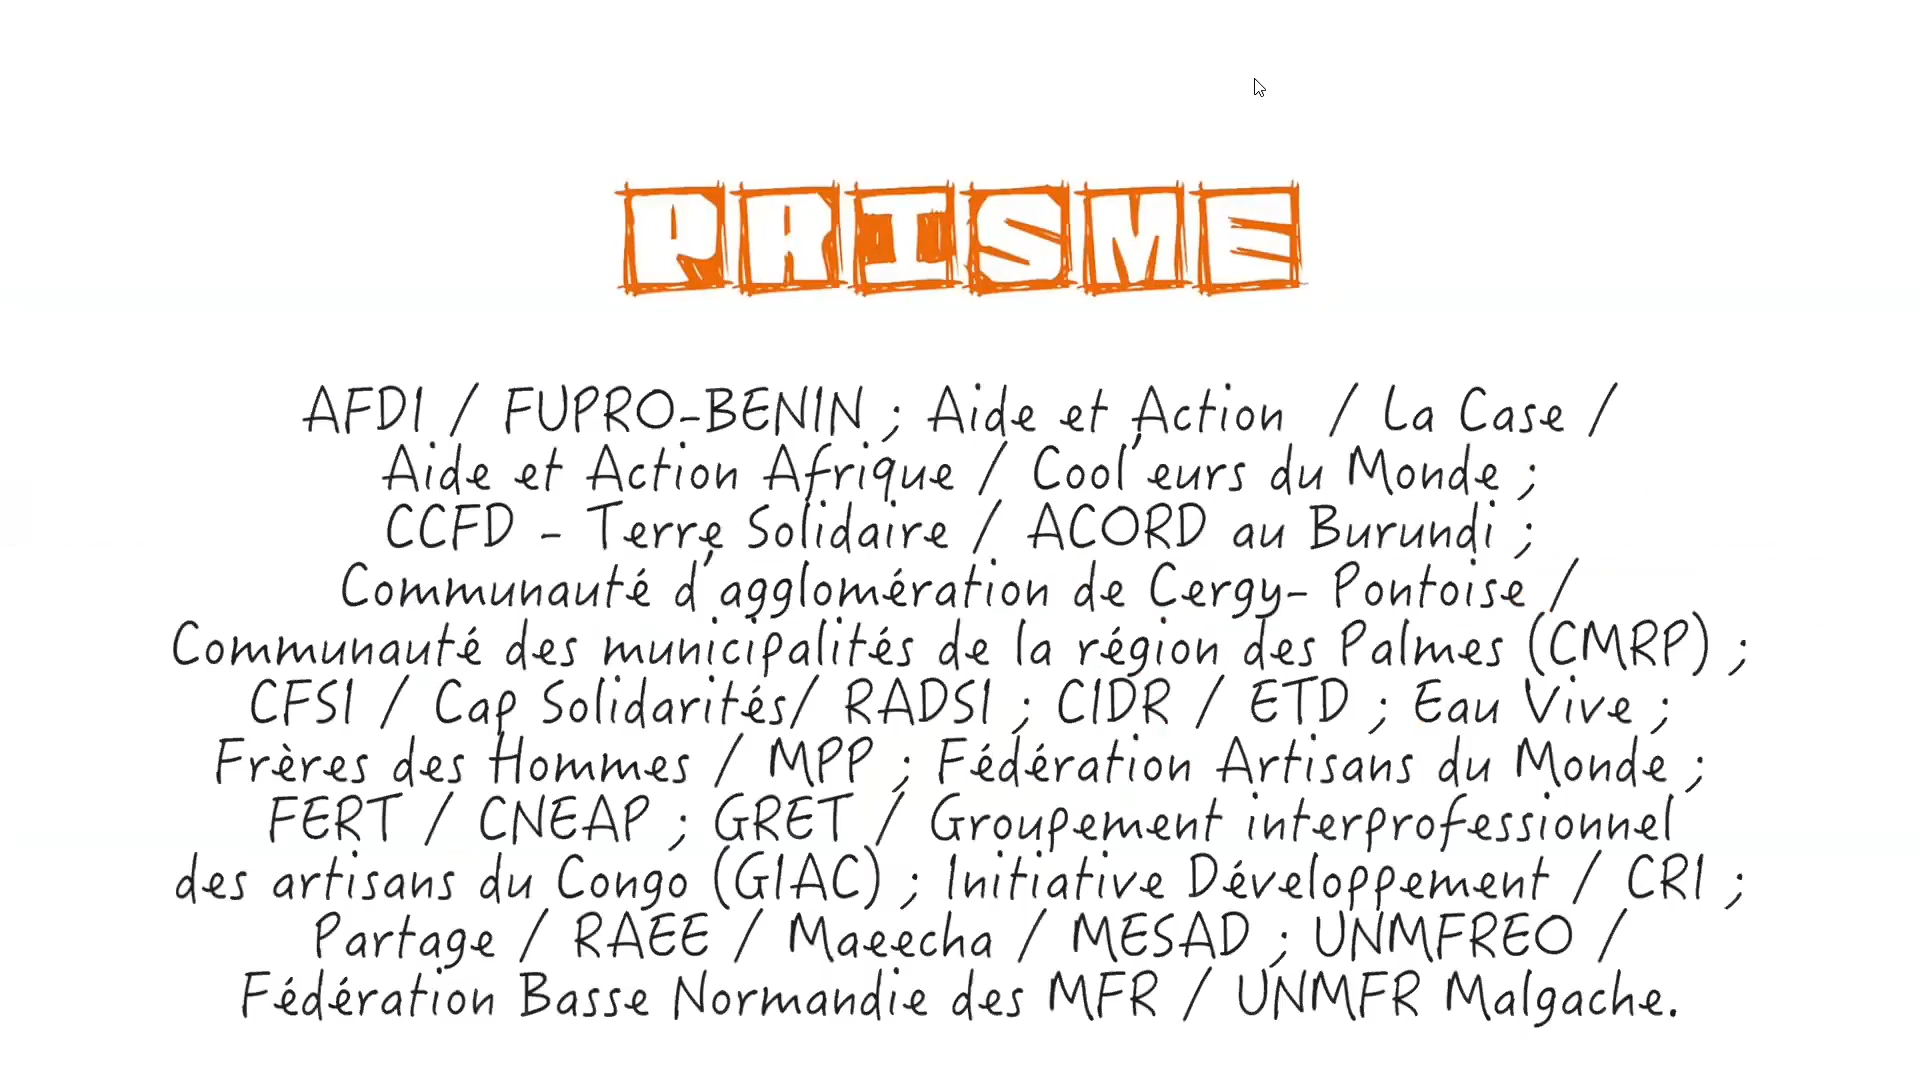 PRISME
AFDI / FUPRO-BENIN ; Aide et Action / La Case /
Aide et Action Afrique / Cool'eurs du Monde ;
CCFD - Terre Solidaire / ACORD au Burundi ;
Communauté d'agglomération de Cergy- Pontoise /
Communauté des municipalités de la région des Palmes (CMRP) ;
CFSI / Cap Solidarités/ RADSI ; CIDR / ETD ; Eau Vive ;
Frères des Hommes / MPP ; Fédération Artisans du Monde ;
FERT / CNEAP ; GRET / Groupement interprofessionnel
des artisans du Congo (GIAC) ; Initiative Développement / CRI ;
Partage / RAEE / Maeecha / MESAD ; UNMFREO /
Fédération Basse Normandie des MFR / UNMFR Malgache.